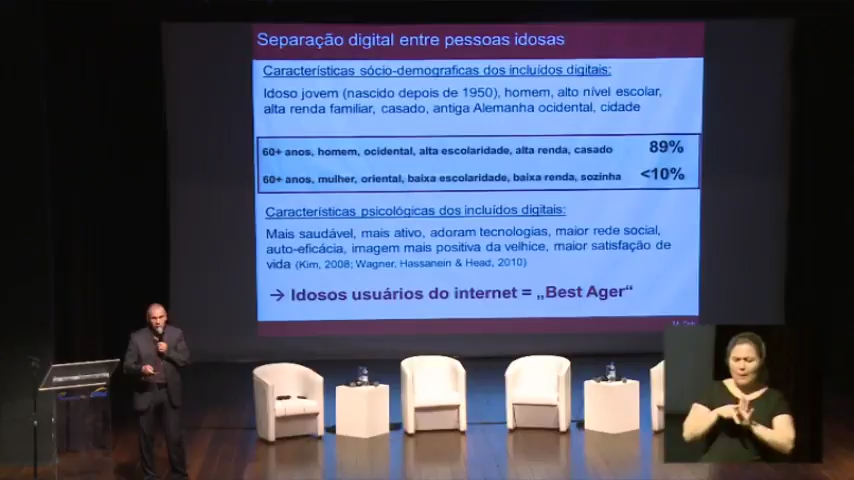 Separação digital entre pessoas idosas
Características sócio-demograficas dos incluídos digitais:
Idoso jovem (nascido depois de 1950), homem, alto nível escolar,
alta renda familiar, casado, antiga Alemanha ocidental, cidade
60+ anos, homem, ocidental, alta escolaridade, alta renda, casado 89%
60+ anos, mulher, oriental, baixa escolaridade, baixa renda, sozinha <10%
Características psicológicas dos incluídos digitais:
Mais saudável, mais ativo, adoram tecnologias, maior rede social,
auto-eficácia, imagem mais positiva da velhice, maior satisfação de
vida (Kim, 2008; Wagner, Hassanein & Head, 2010)
→ Idosos usuários do internet = „Best Ager“